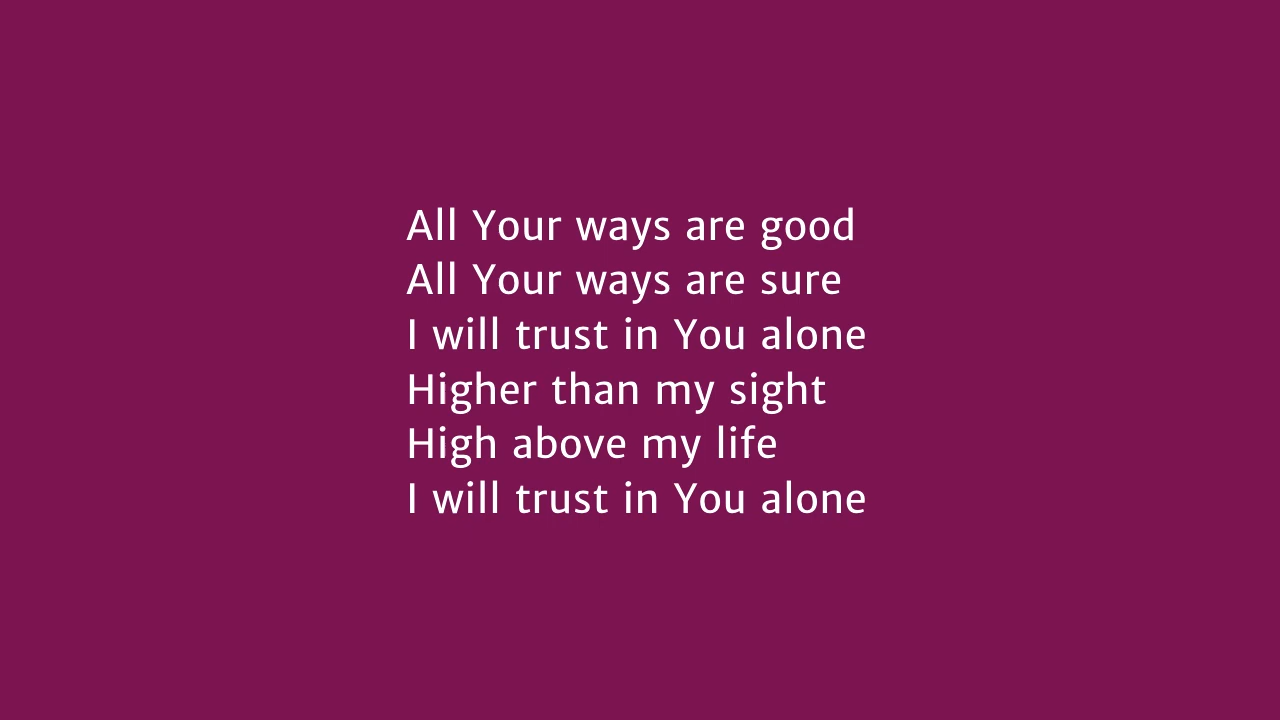 All Your ways are good
All Your ways are sure
I will trust in You alone
Higher than my sight
High above my life
I will trust in You alone